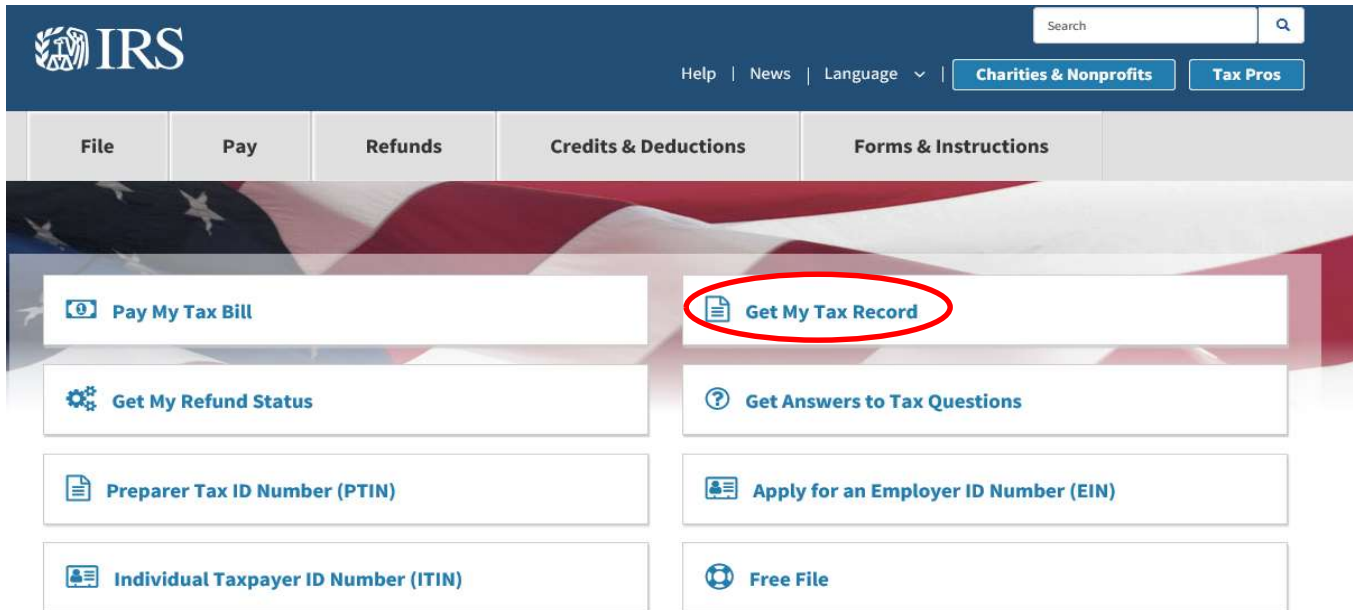 IRS
Search
Help | News | Language | Charities & Nonprofits Tax Pros
File Pay Refunds Credits & Deductions Forms & Instructions
Pay My Tax Bill
Get My Tax Record
Get My Refund Status
Get Answers to Tax Questions
Preparer Tax ID Number (PTIN)
Apply for an Employer ID Number (EIN)
Individual Taxpayer ID Number (ITIN)
Free File